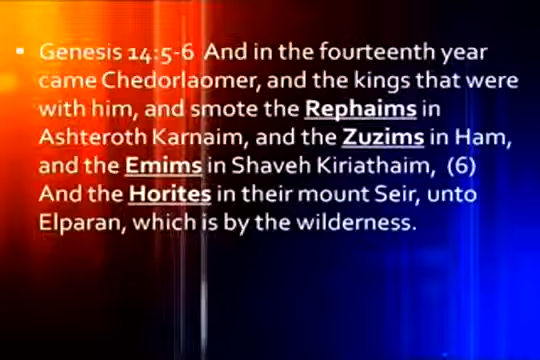 ▪ Genesis 14:5-6 And in the fourteenth year
came Chedorlaomer, and the kings that were
with him, and smote the Rephaims in
Ashteroth Karnaim, and the Zuzims in Ham,
and the Emims in Shaveh Kiriathaim, (6)
And the Horites in their mount Seir, unto
Elparan, which is by the wilderness.